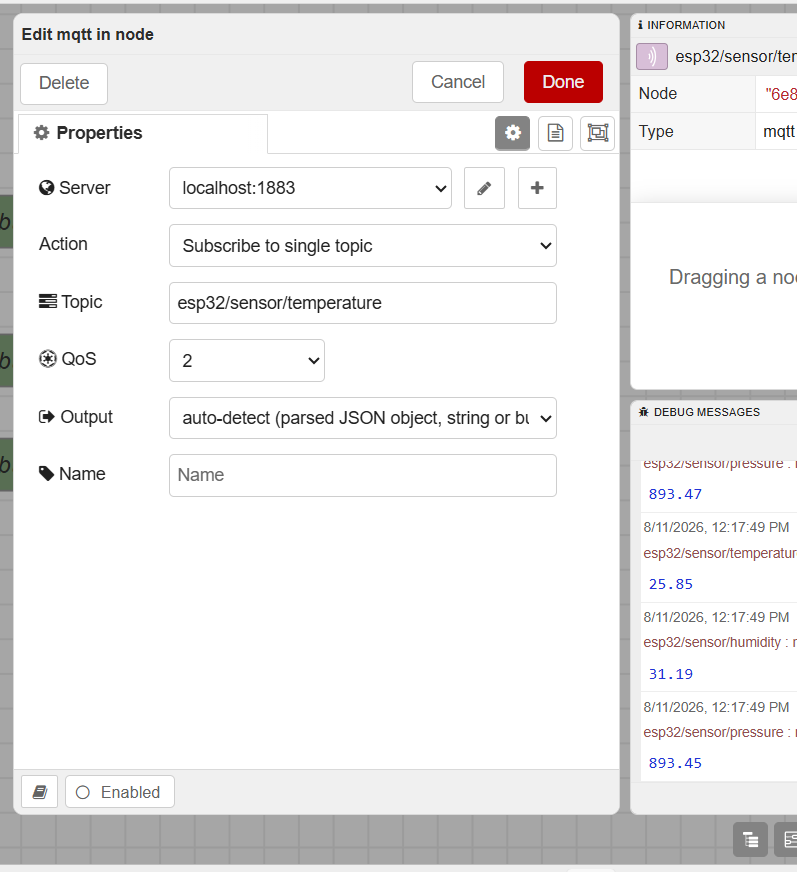 Edit mqtt in node
Delete
Cancel
Done
Properties
Server
localhost:1883
Action
Subscribe to single topic
Topic
esp32/sensor/temperature
QoS
2
Output
auto-detect (parsed JSON object, string or bu
Name
Name
Enabled
INFORMATION
esp32/sensor/ter
Node
"6e8
Type
mqtt
Dragging a no
DEBUG MESSAGES
esp32/sensor/pressure :
893.47
8/11/2026, 12:17:49 PM
esp32/sensor/temperatur
25.85
8/11/2026, 12:17:49 PM
esp32/sensor/humidity :
31.19
8/11/2026, 12:17:49 PM
esp32/sensor/pressure :
893.45